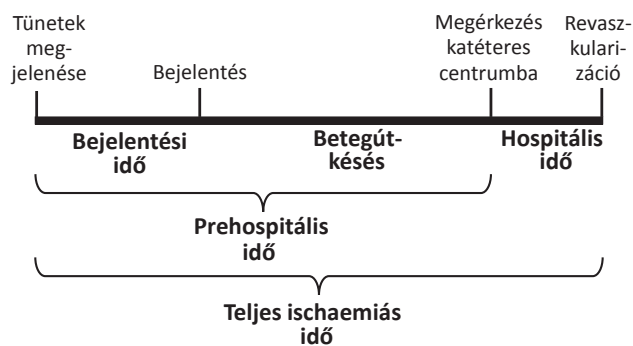 Tünetek
meg-
jelenése
Bejelentés
Megérkezés
katéteres
centrumba
Revasz-
kulari-
záció
Bejelentési
idő
Betegút-
késés
Hospitális
idő
Prehospitális
idő
Teljes ischaemiás
idő